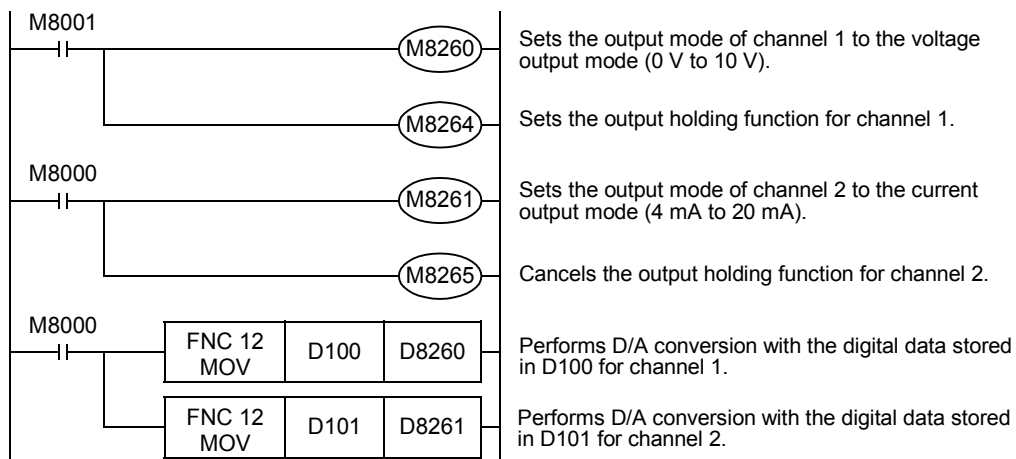 M8001
M8260
Sets the output mode of channel 1 to the voltage
output mode (0 V to 10 V).
M8264
Sets the output holding function for channel 1.
M8000
M8261
Sets the output mode of channel 2 to the current
output mode (4 mA to 20 mA).
M8265
Cancels the output holding function for channel 2.
M8000
FNC 12
MOV
D100
D8260
Performs D/A conversion with the digital data stored
in D100 for channel 1.
FNC 12
MOV
D101
D8261
Performs D/A conversion with the digital data stored
in D101 for channel 2.